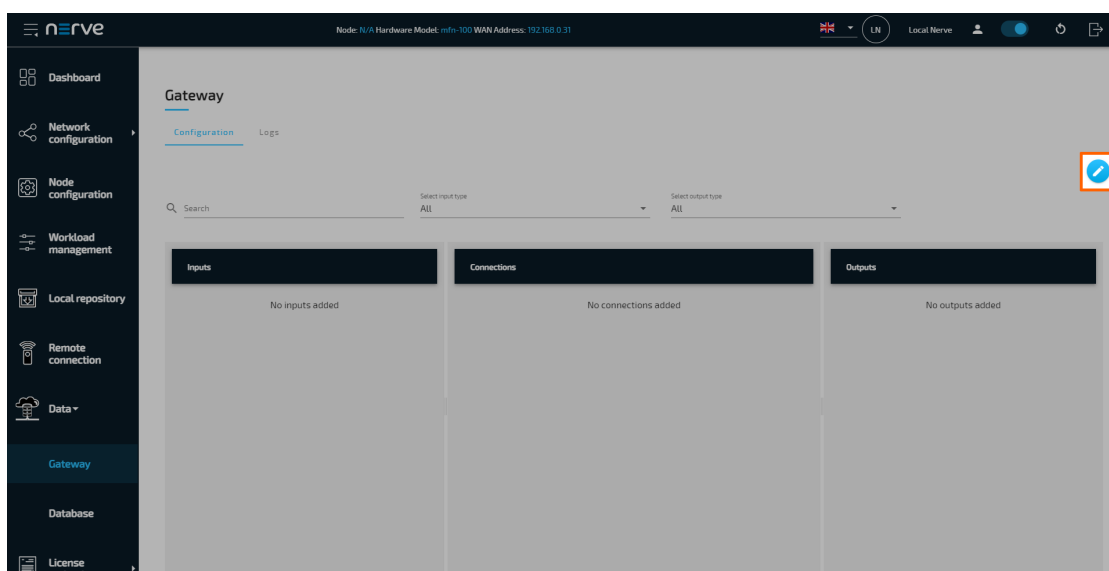 nerve
Node: N/A Hardware Model: mfn-100 WAN Address: 192.168.0.31
LN
Local Nerve
Dashboard
Network
configuration
Node
configuration
Workload
management
Local repository
Remote
connection
Data
Gateway
Database
License
Gateway
Configuration
Logs
Search
Select input type
All
Select output type
All
Inputs
Connections
Outputs
No inputs added
No connections added
No outputs added